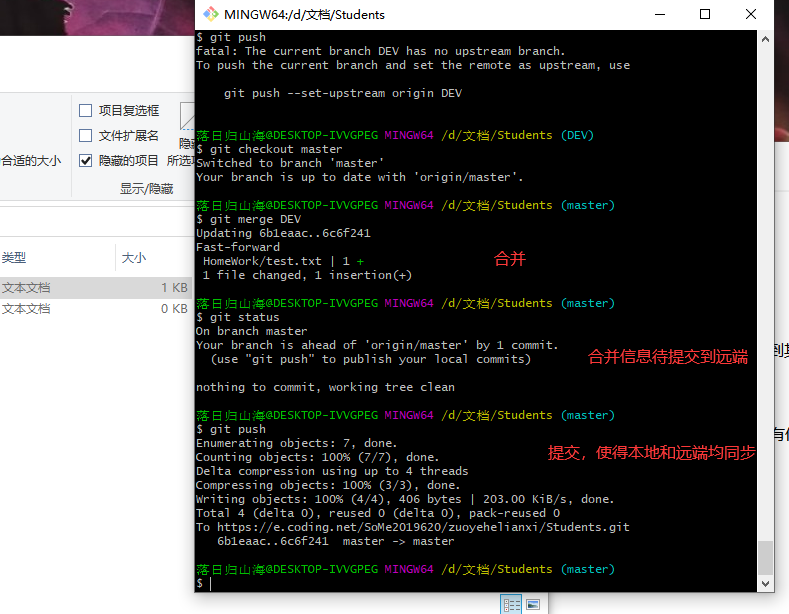 MINGW64:/d/文档/Students
$ git push
fatal: The current branch DEV has no upstream branch.
To push the current branch and set the remote as upstream, use
git push --set-upstream origin DEV
落日归山海@DESKTOP-IVVGPEG MINGW64 /d/文档/Students (DEV)
$ git checkout master
Switched to branch 'master'
Your branch is up to date with 'origin/master'.
落日归山海@DESKTOP-IVVGPEG MINGW64 /d/文档/Students (master)
$ git merge DEV
Updating 6b1eaac..6c6f241
Fast-forward
HomeWork/test.txt | 1 +
1 file changed, 1 insertion(+)
合并
落日归山海@DESKTOP-IVVGPEG MINGW64 /d/文档/Students (master)
$ git status
On branch master
Your branch is ahead of 'origin/master' by 1 commit.
(use "git push" to publish your local commits)
合并信息待提交到远端
nothing to commit, working tree clean
落日归山海@DESKTOP-IVVGPEG MINGW64 /d/文档/Students (master)
$ git push
Enumerating objects: 7, done.
Counting objects: 100% (7/7), done.
提交，使得本地和远端均同步
Delta compression using up to 4 threads
Compressing objects: 100% (3/3), done.
Writing objects: 100% (4/4), 406 bytes | 203.00 KiB/s, done.
Total 4 (delta 0), reused 0 (delta 0), pack-reused 0
To https://e.coding.net/SoMe2019620/zuoyehelianxi/Students.git
6b1eaac..6c6f241 master -> master
落日归山海@DESKTOP-IVVGPEG MINGW64 /d/文档/Students (master)
$
项目复选框
文件扩展名
隐藏的项目
合适的大小
所选
显示/隐藏
类型
大小
文本文档
1 KB
文本文档
0 KB